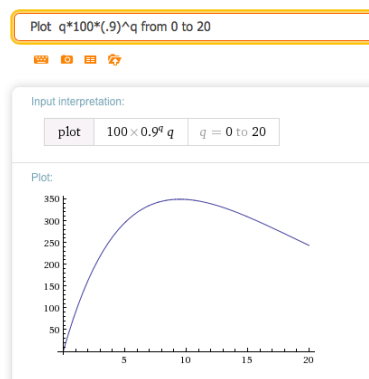 Plot q*100*(.9)^q from 0 to 20
Input interpretation:
plot 100×0.9^q q q = 0 to 20
Plot:
350
300
250
200
150
100
50
5 10 15 20